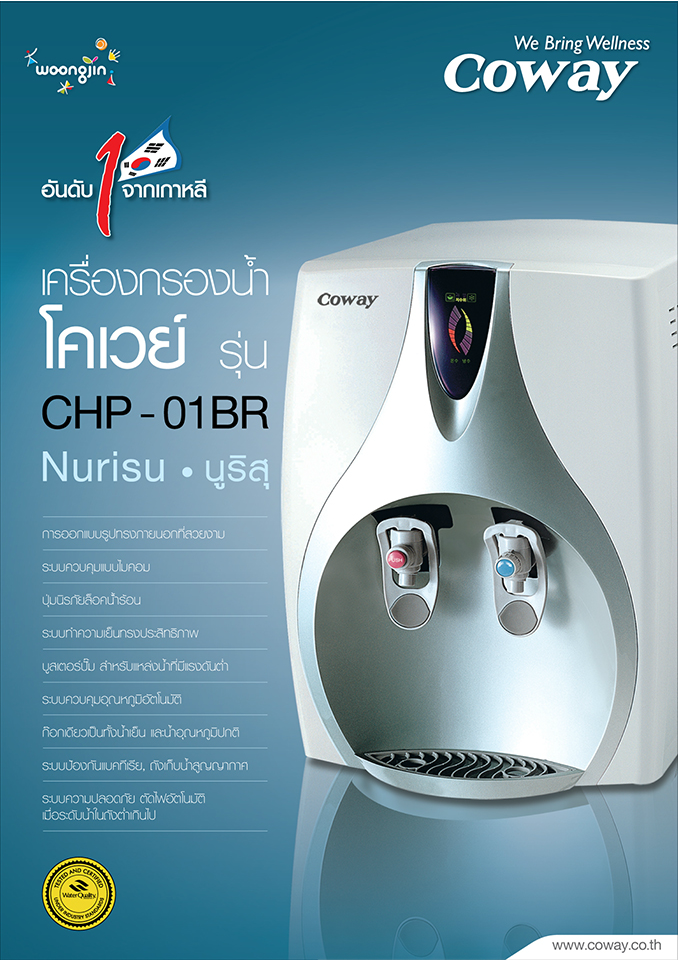 woongjin
We Bring Wellness
Coway
อันดับ 1 จากเกาหลี
เครื่องกรองน้ำ
โคเวย์ รุ่น
CHP - 01BR
Nurisu • นูริสุ
Coway
การออกแบบรูปทรงภายนอกที่สวยงาม
ระบบควบคุมแบบไมคอม
ปุ่มนิรภัยล็อคน้ำร้อน
ระบบทำความเย็นทรงประสิทธิภาพ
บูสเตอร์ปั๊ม สำหรับแหล่งน้ำที่มีแรงดันต่ำ
ระบบควบคุมอุณหภูมิอัตโนมัติ
ก๊อกเดียวเป็นทั้งน้ำเย็น และน้ำอุณหภูมิปกติ
ระบบป้องกันแบคทีเรีย, ถังเก็บน้ำสูญญากาศ
ระบบความปลอดภัย ตัดไฟอัตโนมัติ
เมื่อระดับน้ำในถังต่ำเกินไป
PUSH
TESTED AND CERTIFIED
Water Quality
UNDER INDUSTRY STANDARDS
www.coway.co.th